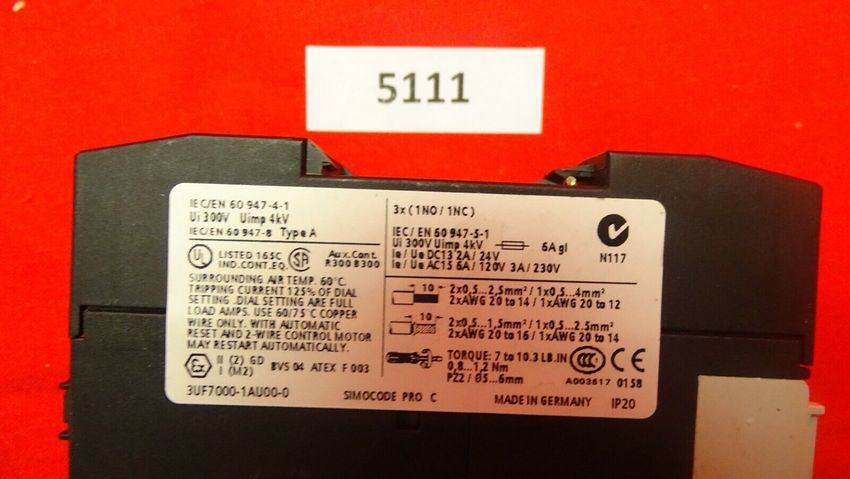 5111
IEC/EN 60 947-4-1
Ui 300V Uimp 4kV
IEC/EN 60 947-8 Type A
UL LISTED 165C
IND.CONT.EQ.
SA Aux.Cont.
R300 B300
SURROUNDING AIR TEMP. 60°C.
TRIPPING CURRENT 125% OF DIAL
SETTING .DIAL SETTING ARE FULL
LOAD AMPS. USE 60/75°C COPPER
WIRE ONLY. WITH AUTOMATIC
RESET AND 2-WIRE CONTROL MOTOR
MAY RESTART AUTOMATICALLY.
Ex II (2) GD
I (M2)
BVS 04 ATEX F 003
3UF7000-1AU00-0
SIMOCODE PRO C
3x (1NO / 1NC)
IEC / EN 60 947-5-1
Ui 300V Uimp 4kV 6A gl
Ie / Ue DC13 2A / 24V
Ie / Ue AC15 6A / 120V 3A / 230V
N117
10 2x0,5...2,5mm² / 1x0,5...4mm²
2xAWG 20 to 14 / 1xAWG 20 to 12
10 2x0,5...1,5mm² / 1x0,5...2.5mm²
2xAWG 20 to 16 / 1xAWG 20 to 14
TORQUE: 7 to 10.3 LB.IN
0,8...1,2 Nm
PZ2 / Ø5...6mm
CCC CE
A003617 0158
MADE IN GERMANY
IP20